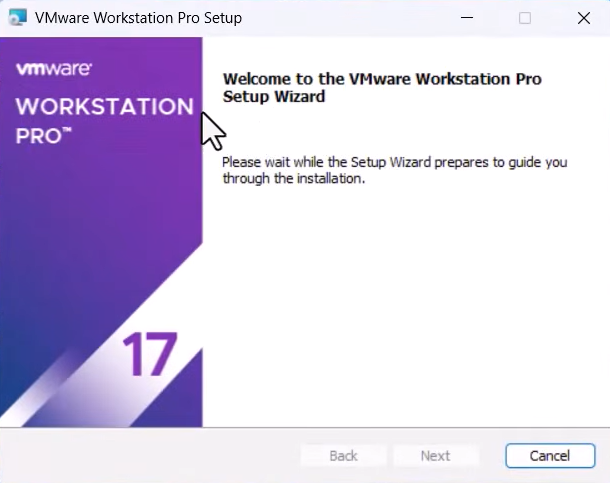 VMware Workstation Pro Setup
vmware®
WORKSTATION
PRO™
17
Welcome to the VMware Workstation Pro
Setup Wizard
Please wait while the Setup Wizard prepares to guide you
through the installation.
Back
Next
Cancel